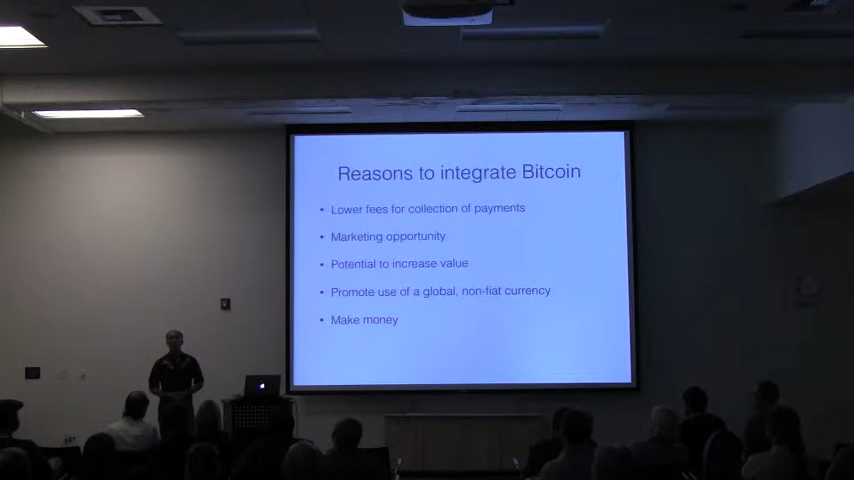 Reasons to integrate Bitcoin
• Lower fees for collection of payments
• Marketing opportunity
• Potential to increase value
• Promote use of a global, non-fiat currency
• Make money